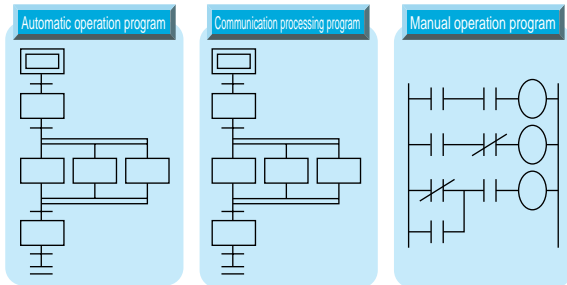 Automatic operation program
Communication processing program
Manual operation program